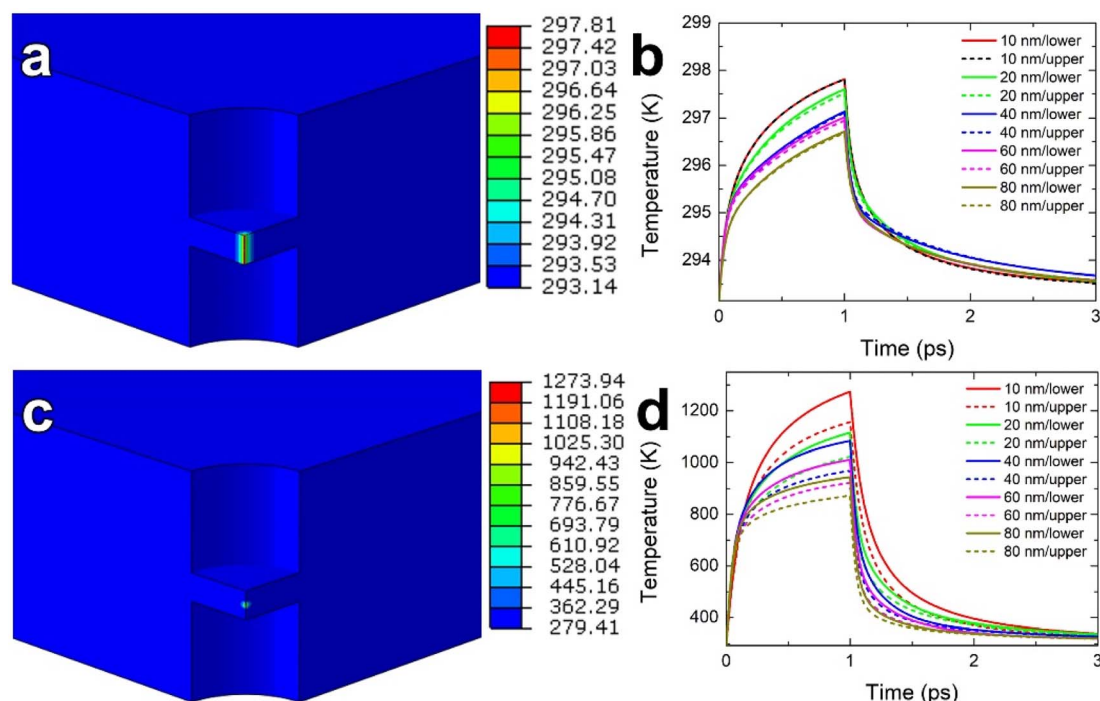 a
297.81
297.42
297.03
296.64
296.25
295.86
295.47
295.08
294.70
294.31
293.92
293.53
293.14
b
299
298
297
296
295
294
Temperature (K)
0
1
2
3
Time (ps)
10 nm/lower
10 nm/upper
20 nm/lower
20 nm/upper
40 nm/lower
40 nm/upper
60 nm/lower
60 nm/upper
80 nm/lower
80 nm/upper
c
1273.94
1191.06
1108.18
1025.30
942.43
859.55
776.67
693.79
610.92
528.04
445.16
362.29
279.41
d
1200
1000
800
600
400
Temperature (K)
0
1
2
3
Time (ps)
10 nm/lower
10 nm/upper
20 nm/lower
20 nm/upper
40 nm/lower
40 nm/upper
60 nm/lower
60 nm/upper
80 nm/lower
80 nm/upper